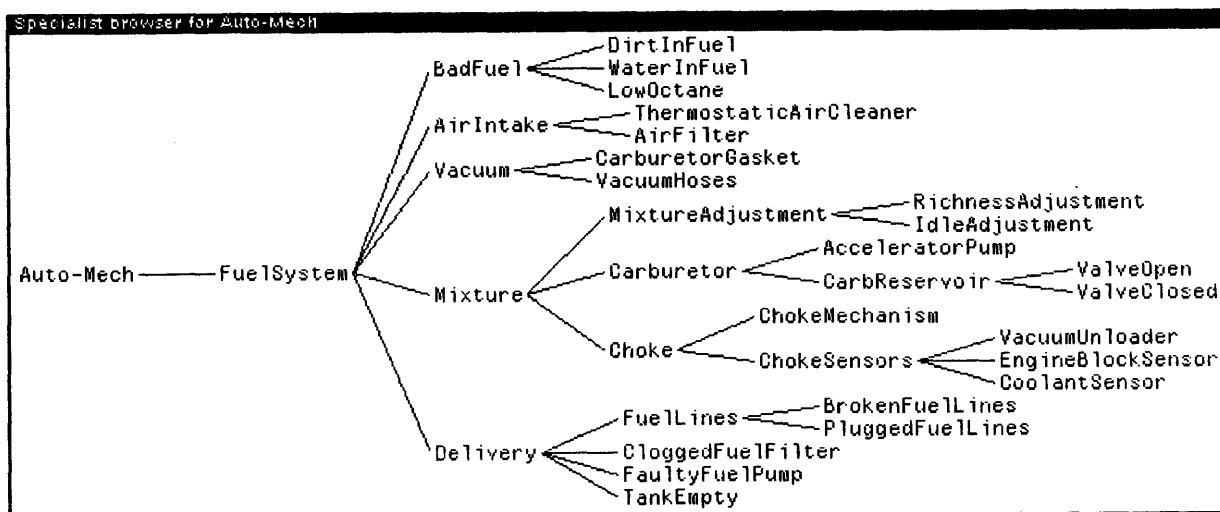 Specialist browser for Auto-Mech
DirtInFuel
BadFuel
WaterInFuel
LowOctane
ThermostaticAirCleaner
AirIntake
AirFilter
CarburetorGasket
Vacuum
VacuumHoses
RichnessAdjustment
MixtureAdjustment
IdleAdjustment
AcceleratorPump
Auto-Mech
FuelSystem
Carburetor
ValveOpen
CarbReservoir
Mixture
ValveClosed
ChokeMechanism
VacuumUnloader
Choke
ChokeSensors
EngineBlockSensor
CoolantSensor
BrokenFuelLines
FuelLines
PluggedFuelLines
Delivery
CloggedFuelFilter
FaultyFuelPump
TankEmpty